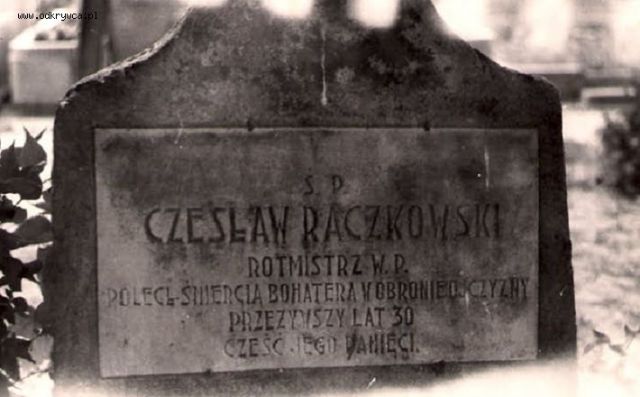 www.odkrywca.pl
Ś. P.
CZESŁAW RACZKOWSKI
ROTMISTRZ W.P.
POLEGŁ ŚMIERCIĄ BOHATERA W OBRONIE OJCZYZNY
PRZEŻYWSZY LAT 30
CZEŚĆ JEGO PAMIĘCI.